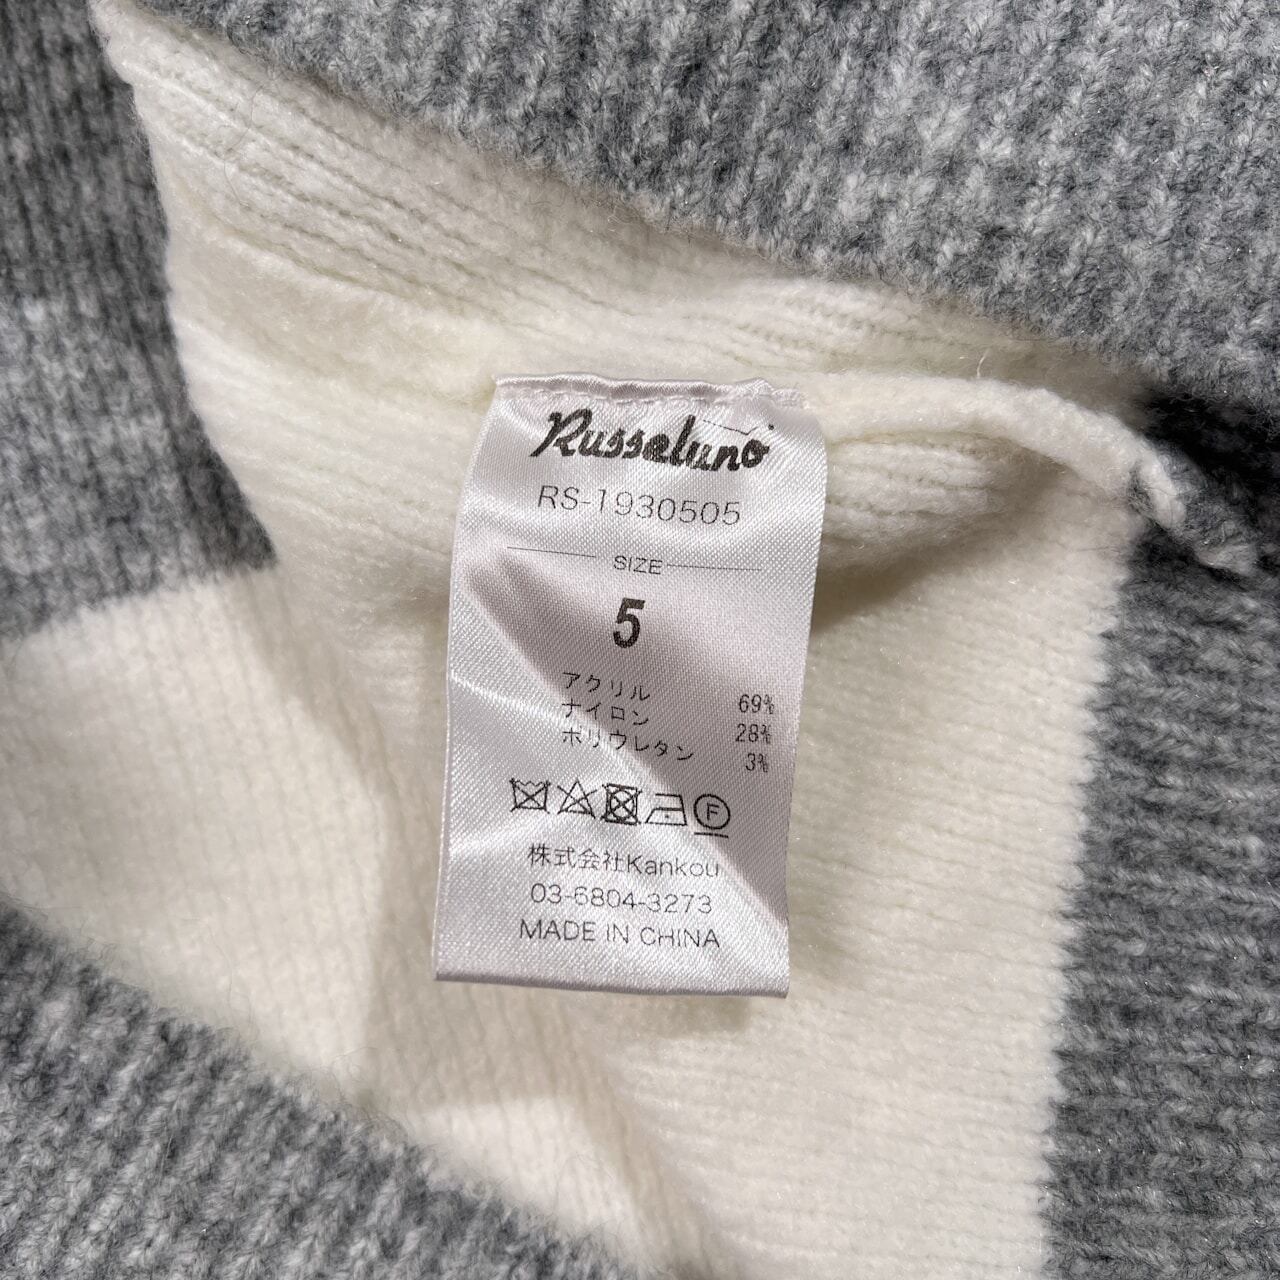 Russeluno
RS-1930505
SIZE
5
アクリル 69%
ナイロン 28%
ポリウレタン 3%
F
株式会社Kankou
03-6804-3273
MADE IN CHINA